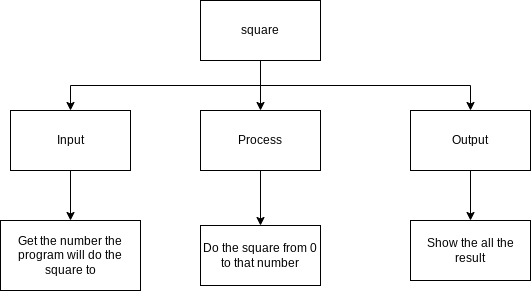 square
Input
Process
Output
Get the number the
program will do the
square to
Do the square from 0
to that number
Show the all the
result